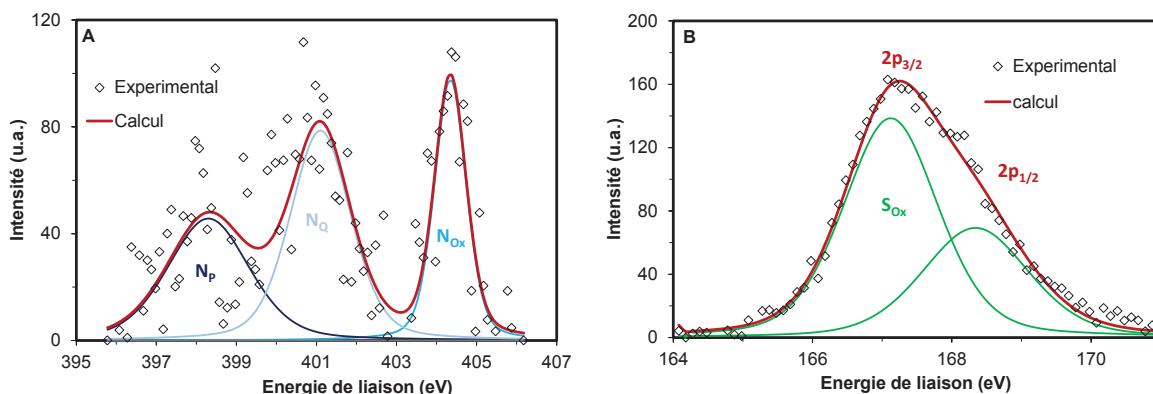 A
Experimental
Calcul
N_P
N_Q
N_Ox
Intensité (u.a.)
120
80
40
0
395
397
399
401
403
405
407
Energie de liaison (eV)
B
2p3/2
2p1/2
S_Ox
Experimental
calcul
Intensité (u.a.)
200
160
120
80
40
0
164
166
168
170
Energie de liaison (eV)